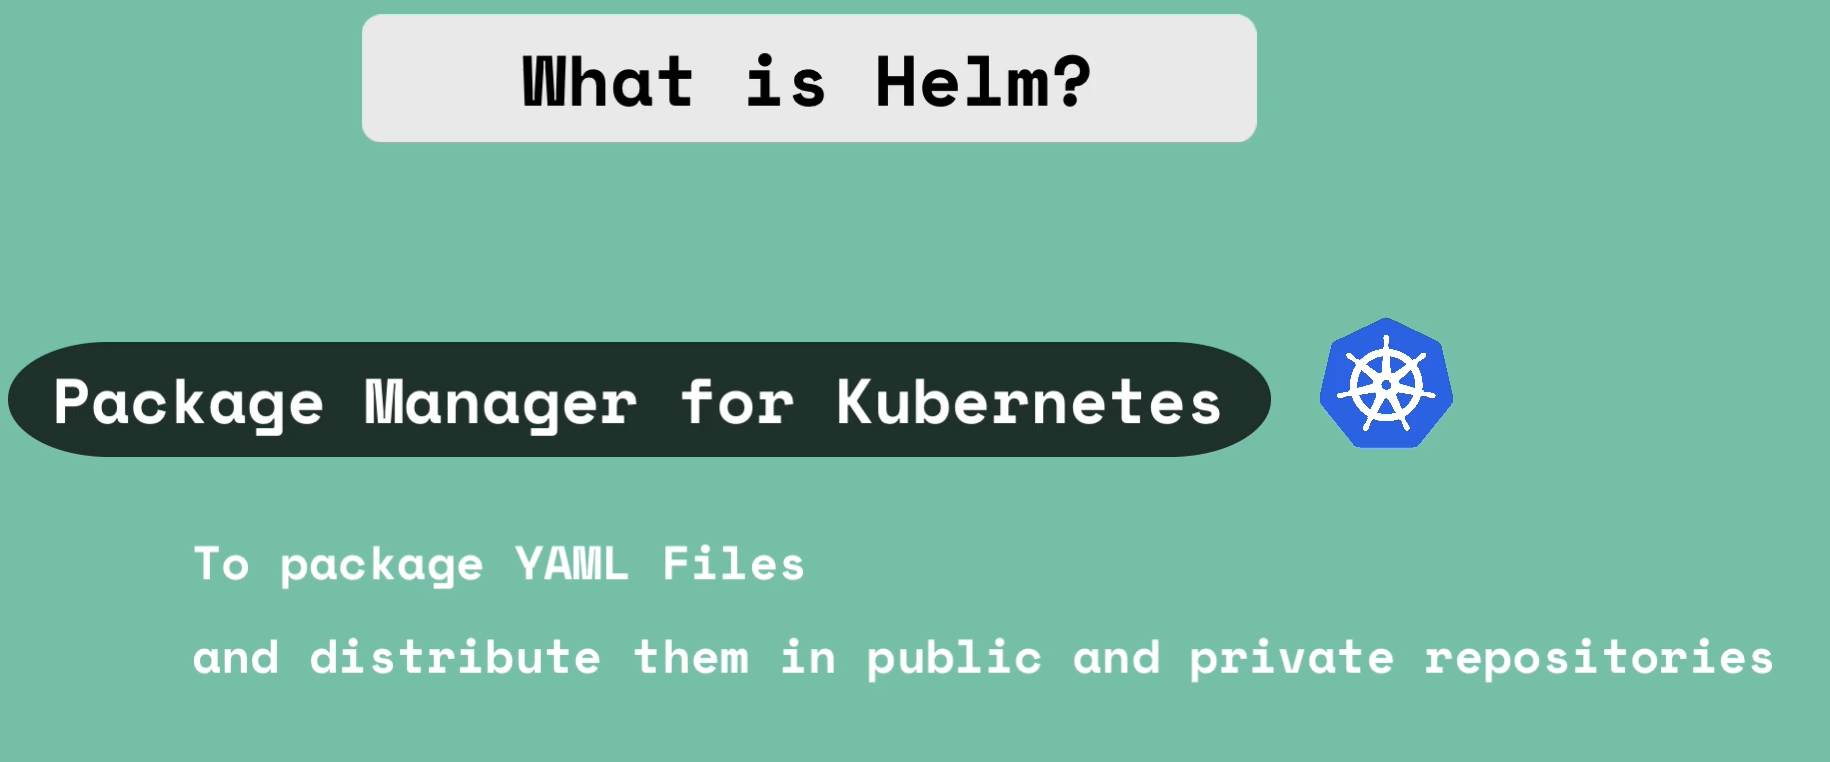 What is Helm?
Package Manager for Kubernetes
To package YAML Files
and distribute them in public and private repositories